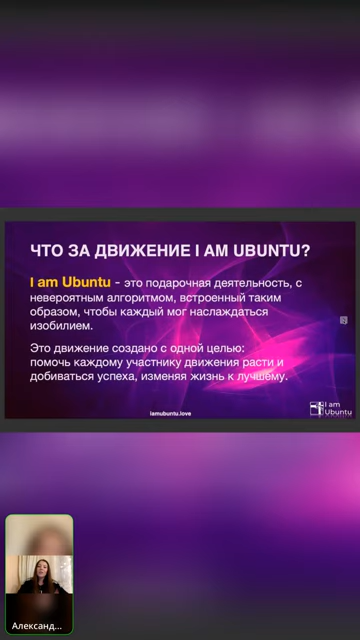 ЧТО ЗА ДВИЖЕНИЕ I AM UBUNTU?
I am Ubuntu - это подарочная деятельность, с
невероятным алгоритмом, встроенный таким
образом, чтобы каждый мог наслаждаться
изобилием.
Это движение создано с одной целью:
помочь каждому участнику движения расти и
добиваться успеха, изменяя жизнь к лучшему.
iamubuntu.love
I am
Ubuntu
Александ...